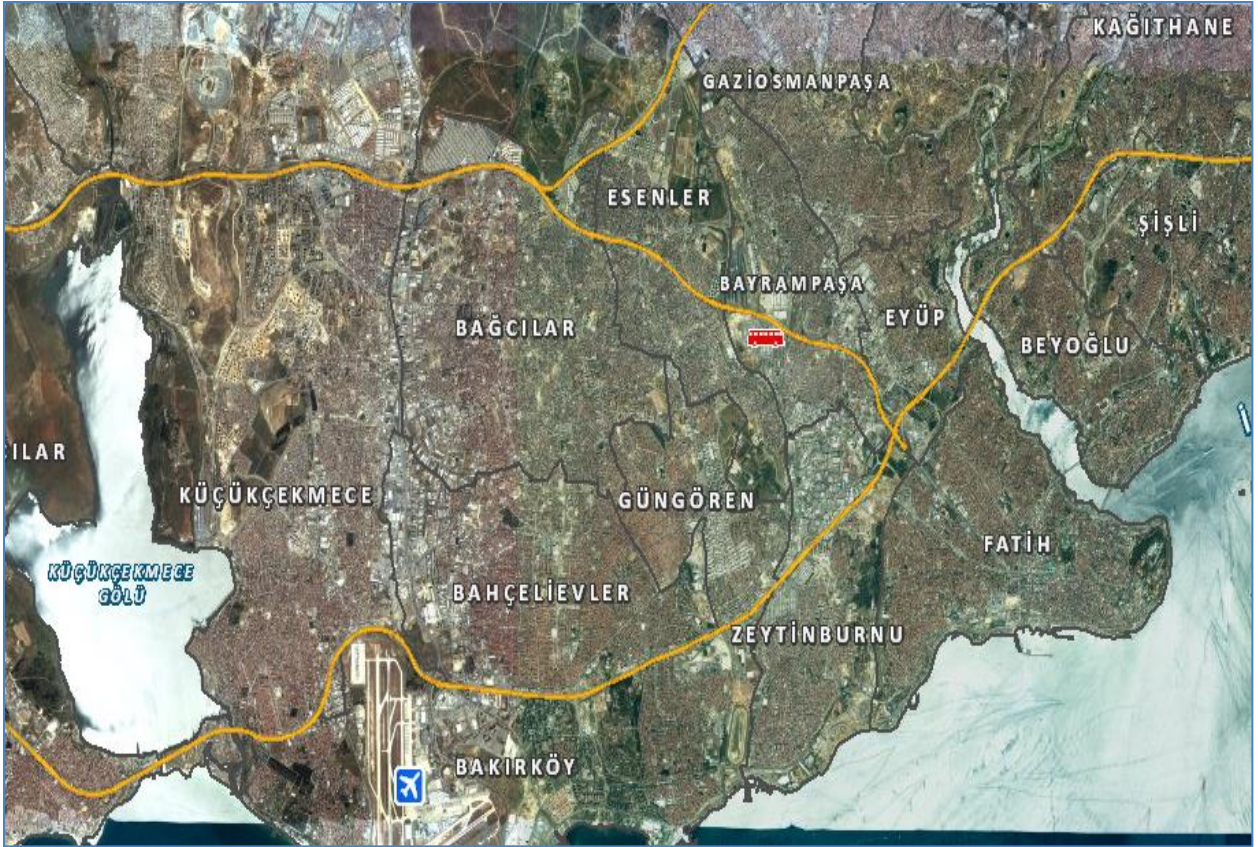 KAĞITHANE
GAZİOSMANPAŞA
ESENLER
ŞİŞLİ
BAYRAMPAŞA
EYÜP
BAĞCILAR
BEYOĞLU
CILAR
KÜÇÜKÇEKMECE
GÜNGÖREN
FATİH
KÜÇÜKÇEKMECE
GÖLÜ
BAHÇELİEVLER
ZEYTİNBURNU
BAKIRKÖY